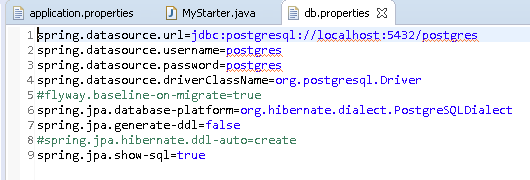 application.properties MyStarter.java db.properties
1 spring.datasource.url=jdbc:postgresql://localhost:5432/postgres
2 spring.datasource.username=postgres
3 spring.datasource.password=postgres
4 spring.datasource.driverClassName=org.postgresql.Driver
5 #flyway.baseline-on-migrate=true
6 spring.jpa.database-platform=org.hibernate.dialect.PostgreSQLDialect
7 spring.jpa.generate-ddl=false
8 #spring.jpa.hibernate.ddl-auto=create
9 spring.jpa.show-sql=true